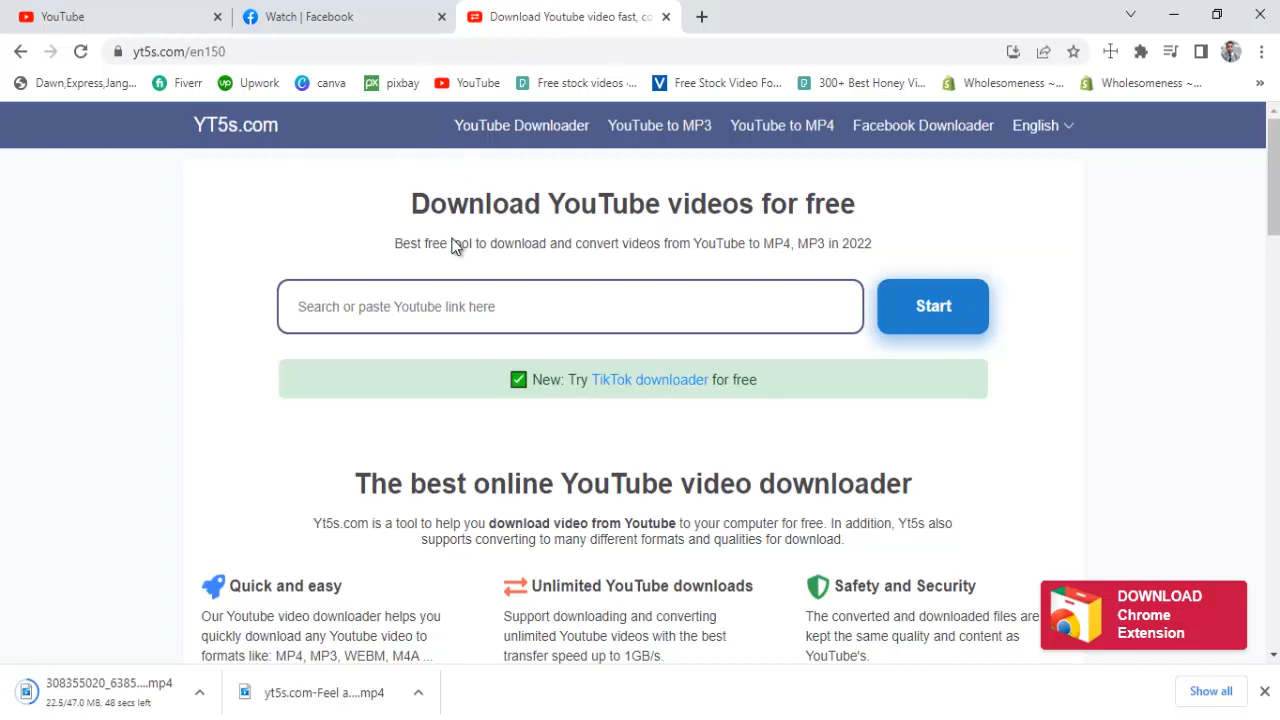 YouTube
Watch | Facebook
Download Youtube video fast, co
yt5s.com/en150
Dawn,Express,Jang...
Fiverr
Upwork
canva
pixbay
YouTube
Free stock videos -...
Free Stock Video Fo...
300+ Best Honey Vi...
Wholesomeness ~...
Wholesomeness ~...
YT5s.com
YouTube Downloader
YouTube to MP3
YouTube to MP4
Facebook Downloader
English
Download YouTube videos for free
Best free tool to download and convert videos from YouTube to MP4, MP3 in 2022
Search or paste Youtube link here
Start
New: Try TikTok downloader for free
The best online YouTube video downloader
Yt5s.com is a tool to help you download video from Youtube to your computer for free. In addition, Yt5s also
supports converting to many different formats and qualities for download.
Quick and easy
Our Youtube video downloader helps you
quickly download any Youtube video to
formats like: MP4, MP3, WEBM, M4A ...
Unlimited YouTube downloads
Support downloading and converting
unlimited Youtube videos with the best
transfer speed up to 1GB/s.
Safety and Security
The converted and downloaded files are
kept the same quality and content as
YouTube's.
DOWNLOAD
Chrome
Extension
308355020_6385....mp4
22.5/47.0 MB, 48 secs left
yt5s.com-Feel a....mp4
Show all